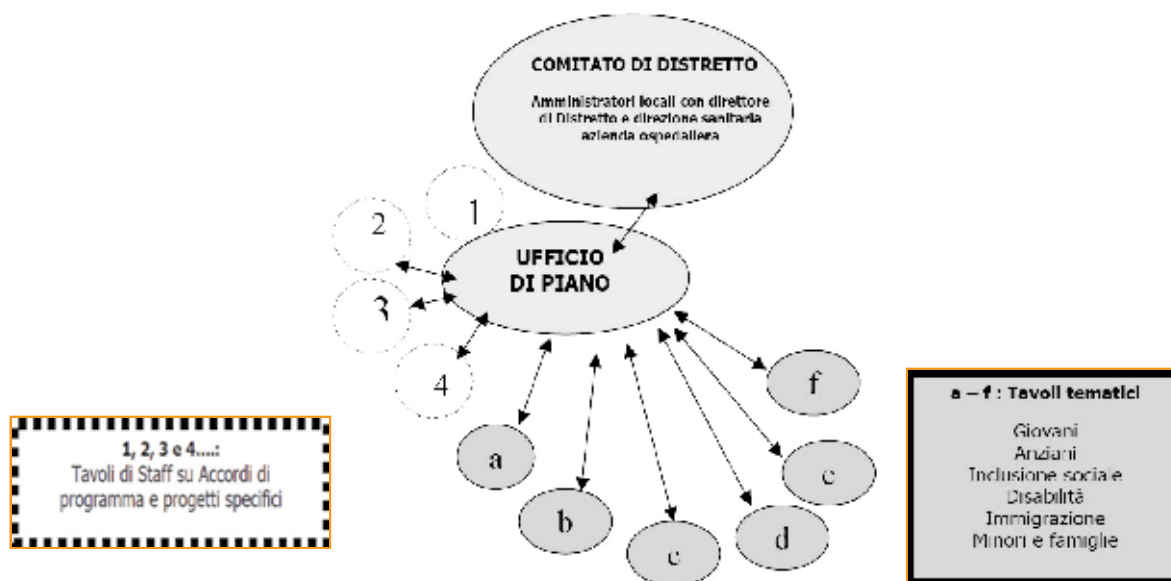 COMITATO DI DISTRETTO
Amministratori locali con direttore
di Distretto e direzione sanitaria
azienda ospedaliera
1
2
UFFICIO
DI PIANO
3
4
f
a
c
b
c
d
1, 2, 3 e 4....:
Tavoli di Staff su Accordi di
programma e progetti specifici
a – f : Tavoli tematici
Giovani
Anziani
Inclusione sociale
Disabilità
Immigrazione
Minori e famiglie